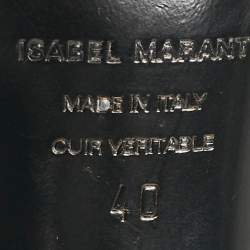 ISABEL MARANT
MADE IN ITALY
CUIR VERITABLE
40